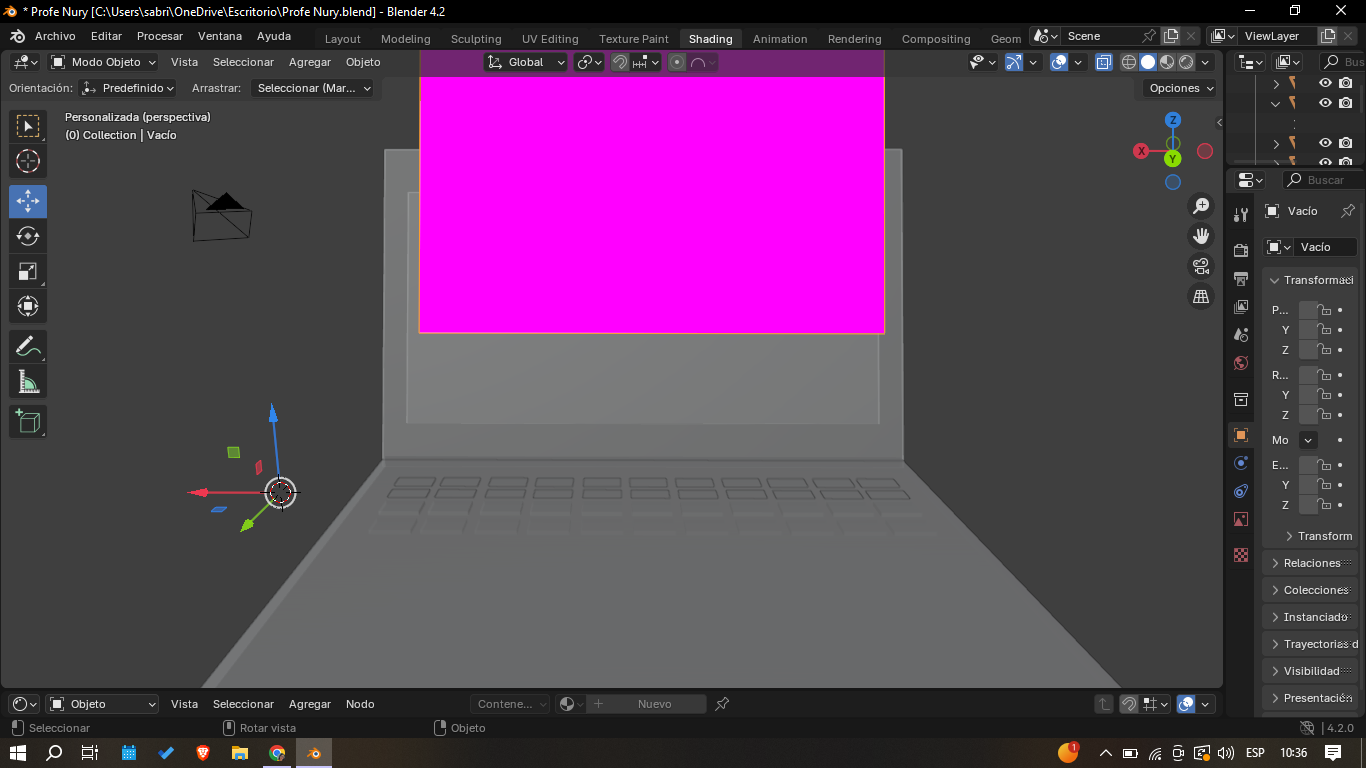 * Profe Nury [C:\Users\sabri\OneDrive\Escritorio\Profe Nury.blend] - Blender 4.2
Archivo Editar Procesar Ventana Ayuda Layout Modeling Sculpting UV Editing Texture Paint Shading Animation Rendering Compositing Geom Scene ViewLayer
Modo Objeto Vista Seleccionar Agregar Objeto Global Bus
Orientación: Predefinido Arrastrar: Seleccionar (Mar... Opciones
Personalizada (perspectiva)
(0) Collection | Vacío
Z
X
Y
Buscar
Vacío
Vacío
Transformaci
P...
Y
Z
R...
Y
Z
Mo
E...
Y
Z
Transform
Relaciones
Colecciones
Instanciado
Trayectorias d
Visibilidad
Presentación
Objeto Vista Seleccionar Agregar Nodo Contene... Nuevo
Seleccionar Rotar vista Objeto 4.2.0
1 ESP 10:36